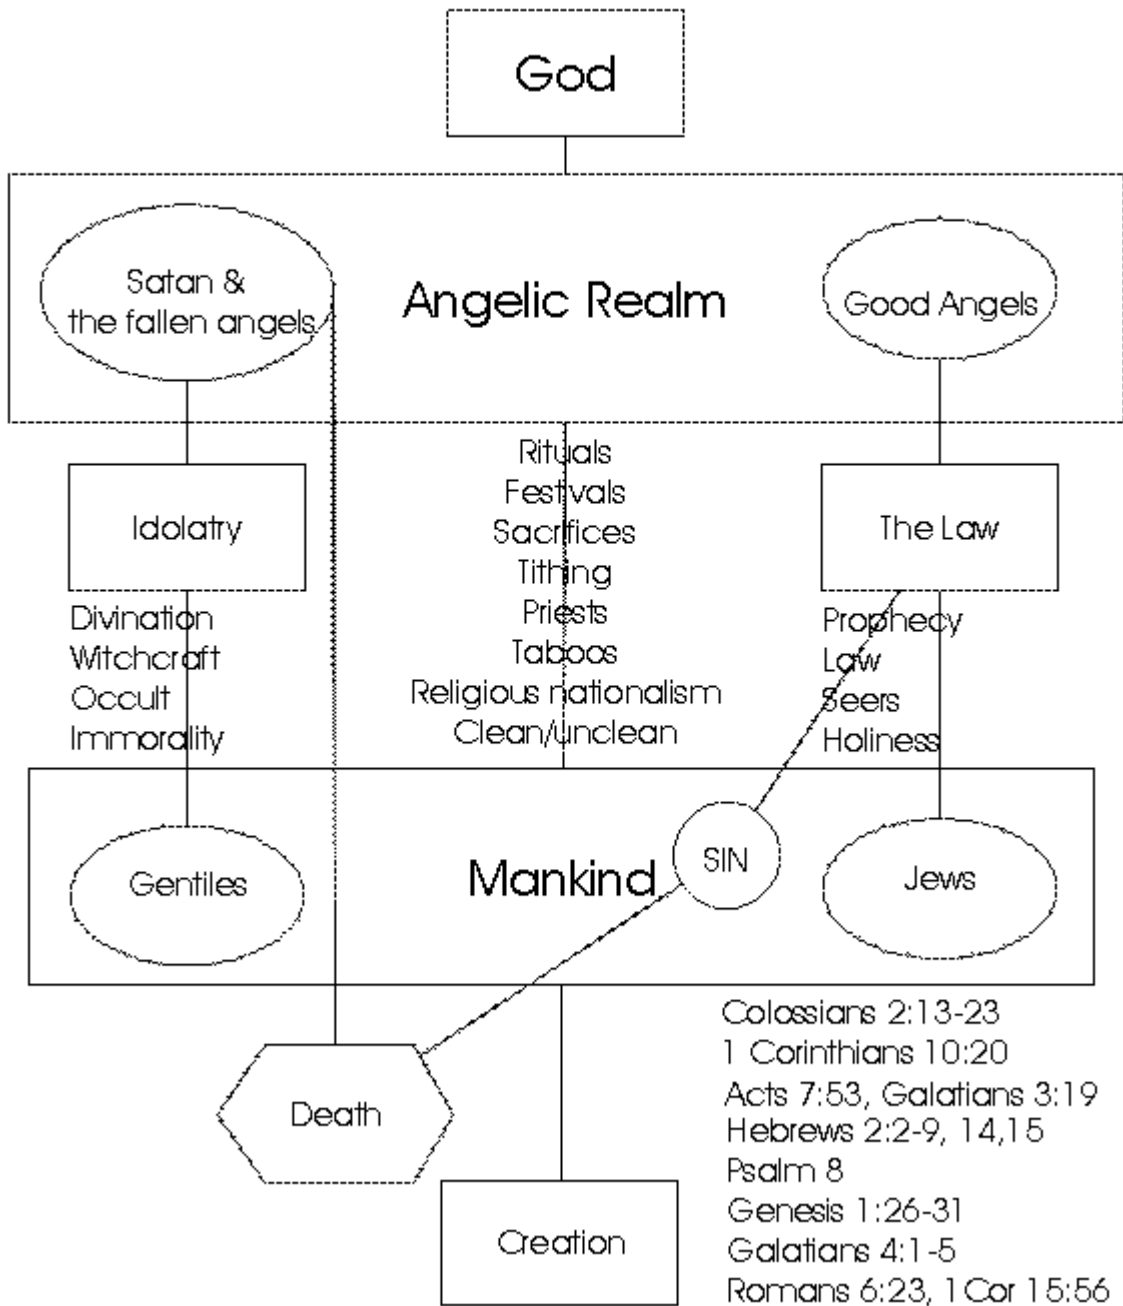 God
Satan &
the fallen angels
Angelic Realm
Good Angels
Idolatry
Rituals
Festivals
Sacrifices
Tithing
Priests
Taboos
Religious nationalism
Clean/unclean
The Law
Divination
Witchcraft
Occult
Immorality
Prophecy
Law
Seers
Holiness
Gentiles
Mankind
SIN
Jews
Death
Creation
Colossians 2:13-23
1 Corinthians 10:20
Acts 7:53, Galatians 3:19
Hebrews 2:2-9, 14,15
Psalm 8
Genesis 1:26-31
Galatians 4:1-5
Romans 6:23, 1Cor 15:56